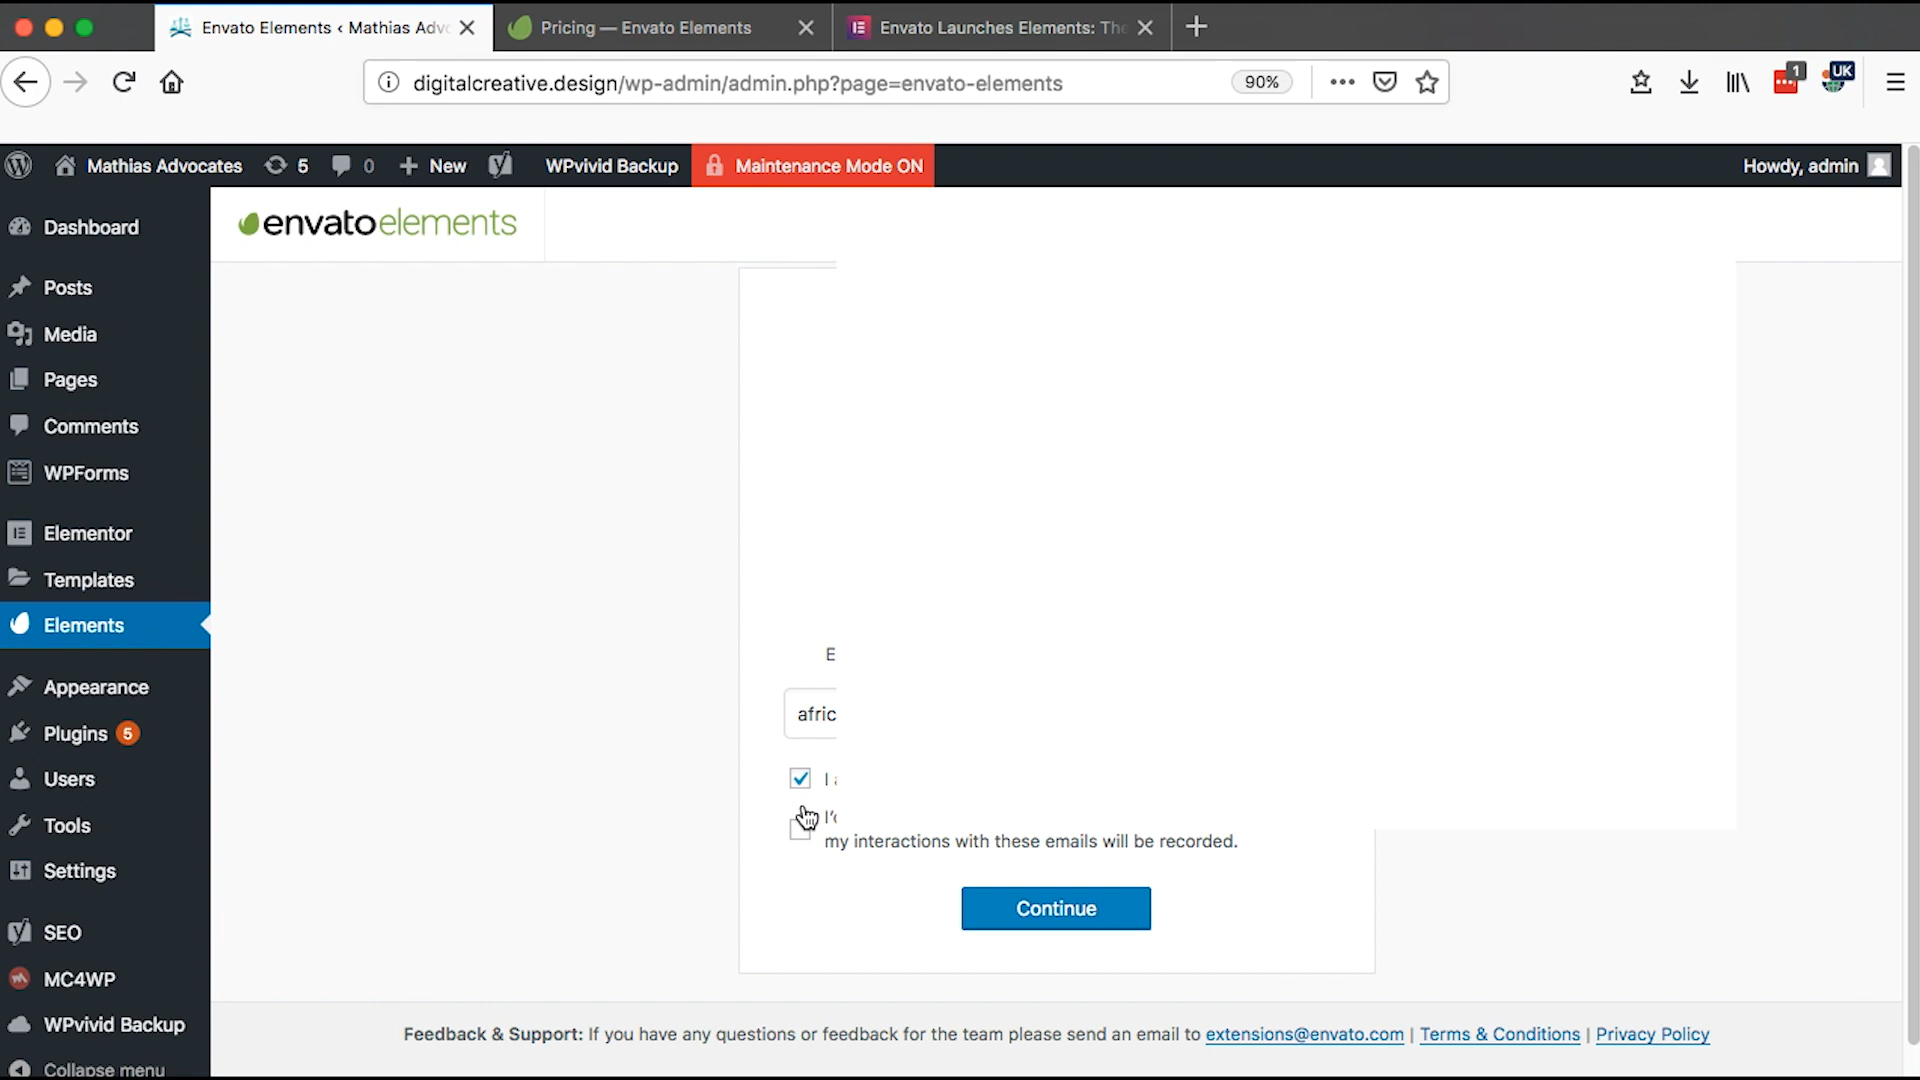 Envato Elements ‹ Mathias Adv
Pricing — Envato Elements
Envato Launches Elements: The
digitalcreative.design/wp-admin/admin.php?page=envato-elements
90%
1
UK
Mathias Advocates
5
0
New
WPvivid Backup
Maintenance Mode ON
Howdy, admin
envatoelements
Dashboard
Posts
Media
Pages
Comments
WPForms
Elementor
Templates
Elements
Appearance
Plugins 5
Users
Tools
Settings
SEO
MC4WP
WPvivid Backup
Collapse menu
E
afric
I
I'
my interactions with these emails will be recorded.
Continue
Feedback & Support: If you have any questions or feedback for the team please send an email to extensions@envato.com | Terms & Conditions | Privacy Policy